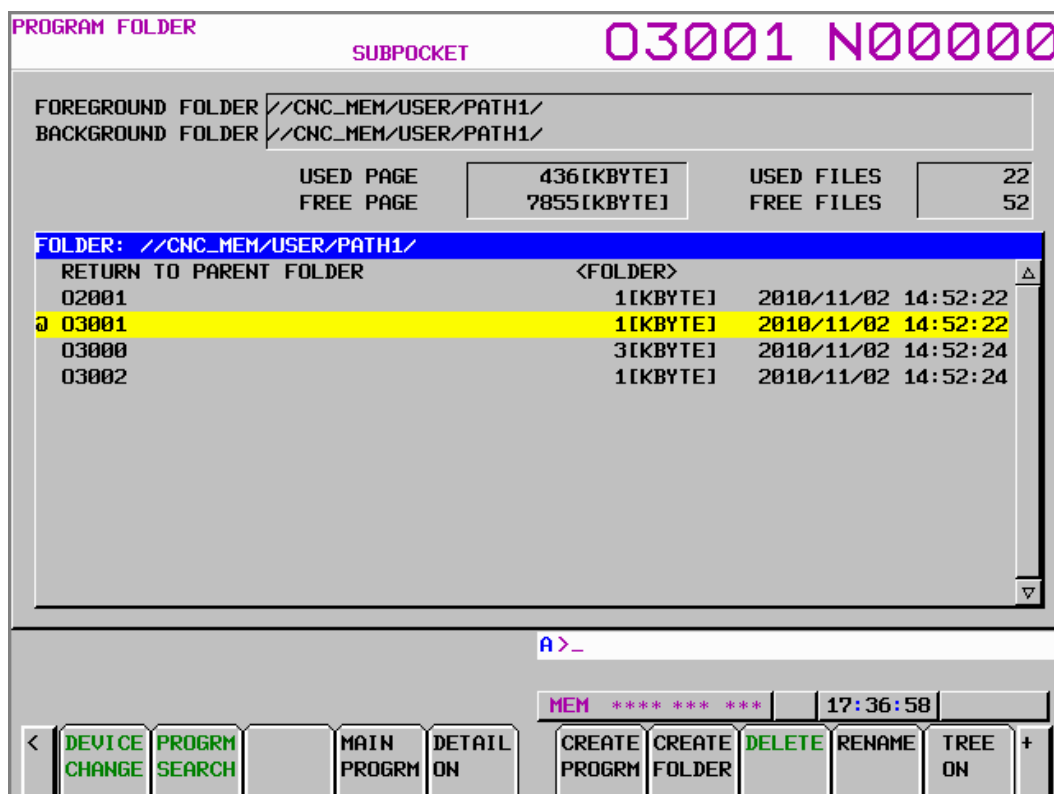 PROGRAM FOLDER
SUBPOCKET
O3001 N00000
FOREGROUND FOLDER //CNC_MEM/USER/PATH1/
BACKGROUND FOLDER //CNC_MEM/USER/PATH1/
USED PAGE 436[KBYTE] USED FILES 22
FREE PAGE 7855[KBYTE] FREE FILES 52
FOLDER: //CNC_MEM/USER/PATH1/
RETURN TO PARENT FOLDER <FOLDER>
O2001 1[KBYTE] 2010/11/02 14:52:22
@ O3001 1[KBYTE] 2010/11/02 14:52:22
O3000 3[KBYTE] 2010/11/02 14:52:24
O3002 1[KBYTE] 2010/11/02 14:52:24
A>_
MEM **** *** *** 17:36:58
< DEVICE PROGRM MAIN DETAIL CREATE CREATE DELETE RENAME TREE +
CHANGE SEARCH PROGRM ON PROGRM FOLDER ON